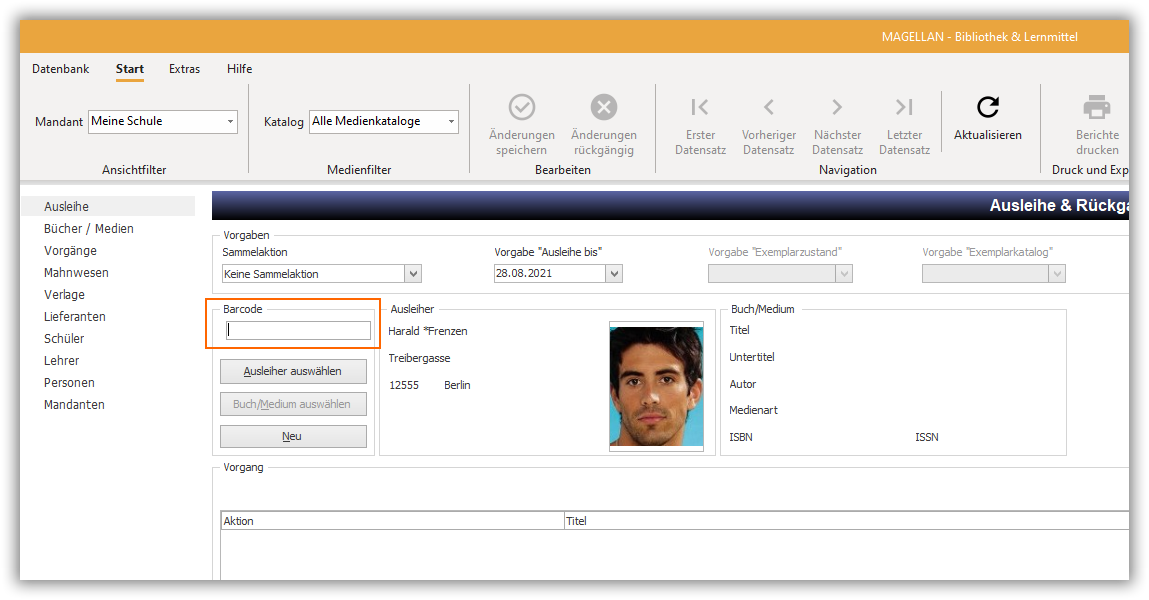 MAGELLAN - Bibliothek & Lernmittel
Datenbank Start Extras Hilfe
Mandant Meine Schule
Katalog Alle Medienkataloge
Änderungen speichern
Änderungen rückgängig
Erster Datensatz
Vorheriger Datensatz
Nächster Datensatz
Letzter Datensatz
Aktualisieren
Berichte drucken
Ansichtfilter Medienfilter Bearbeiten Navigation Druck und Exp
Ausleihe
Bücher / Medien
Vorgänge
Mahnwesen
Verlage
Lieferanten
Schüler
Lehrer
Personen
Mandanten
Ausleihe & Rückga
Vorgaben
Sammelaktion Vorgabe "Ausleihe bis" Vorgabe "Exemplarzustand" Vorgabe "Exemplarkatalog"
Keine Sammelaktion 28.08.2021
Barcode
Ausleiher auswählen
Buch/Medium auswählen
Neu
Ausleiher
Harald *Frenzen
Treibergasse
12555 Berlin
Buch/Medium
Titel
Untertitel
Autor
Medienart
ISBN ISSN
Vorgang
Aktion Titel